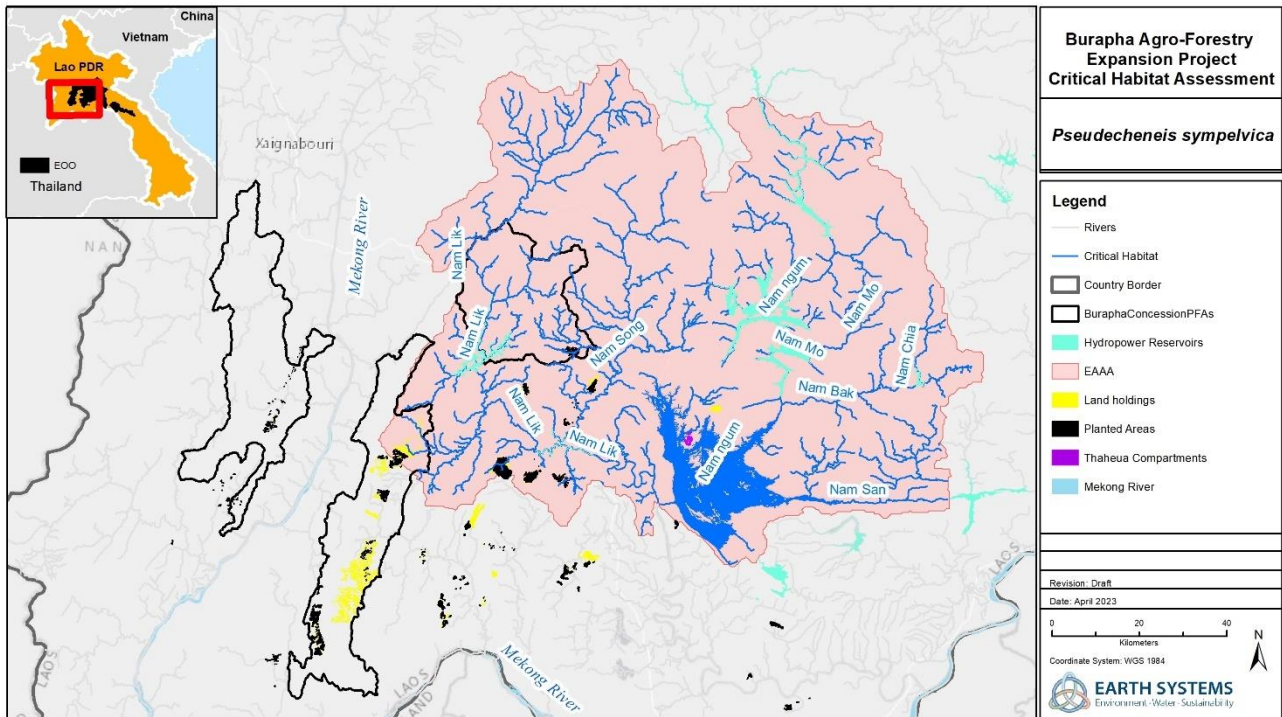 China
Vietnam
Lao PDR
EOO
Thailand
Xaignabouri
NAN
Mekong River
Nam Lik
Nam Lik
Nam Song
Nam ngum
Nam Mo
Nam Mo
Nam Chia
Nam Bak
Nam Lik
Nam Lik
Nam ngum
Nam San
LAOS
LAOS
LAOS
Mekong River
Burapha Agro-Forestry
Expansion Project
Critical Habitat Assessment
Pseudecheneis sympelvica
Legend
Rivers
Critical Habitat
Country Border
BuraphaConcessionPFAs
Hydropower Reservoirs
EAAA
Land holdings
Planted Areas
Thaheua Compartments
Mekong River
Revision: Draft
Date: April 2023
0 20 40
Kilometers
N
Coordinate System: WGS 1984
EARTH SYSTEMS
Environment · Water · Sustainability